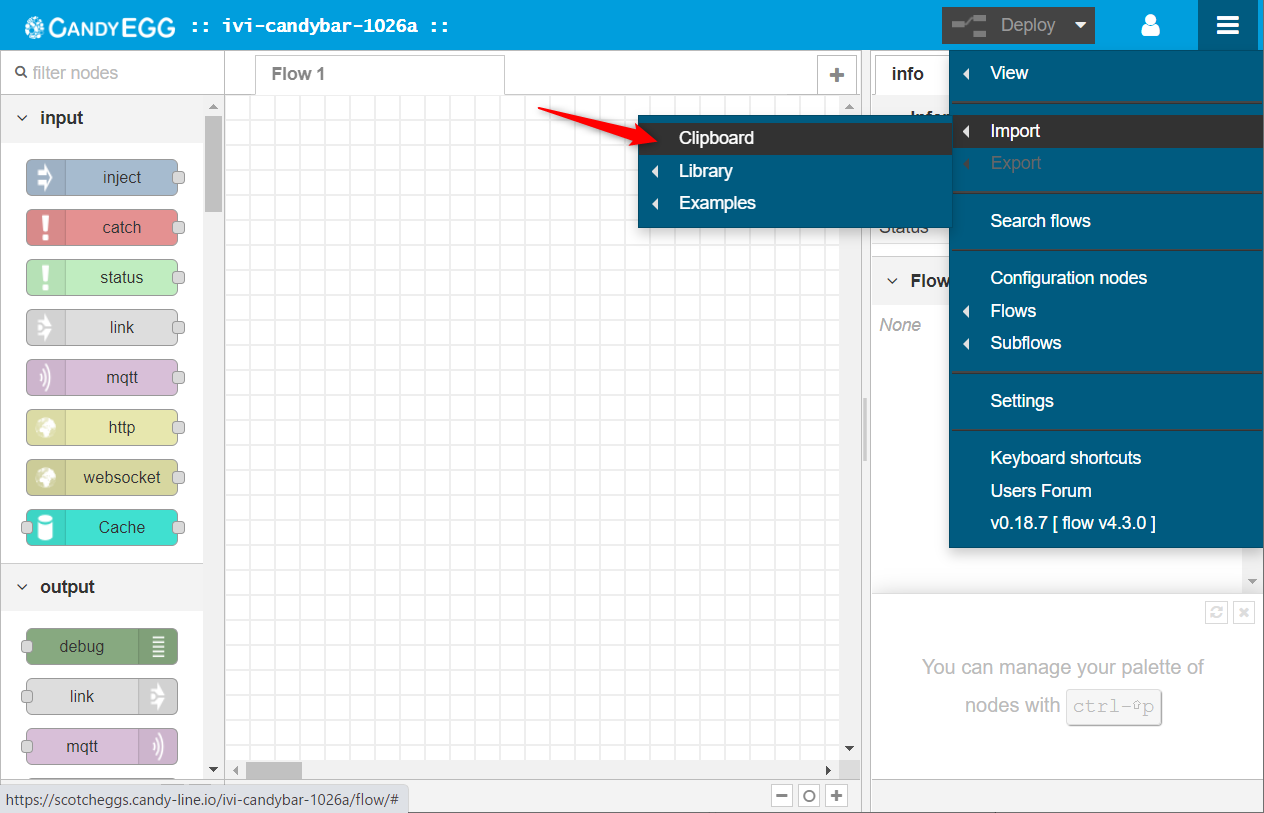 CANDYEGG :: ivi-candybar-1026a ::
Deploy
filter nodes
Flow 1
info
input
inject
catch
status
link
mqtt
http
websocket
Cache
output
debug
link
mqtt
Clipboard
Library
Examples
Status
Flow
None
View
Import
Export
Search flows
Configuration nodes
Flows
Subflows
Settings
Keyboard shortcuts
Users Forum
v0.18.7 [ flow v4.3.0 ]
You can manage your palette of
nodes with ctrl-⇧p
https://scotcheggs.candy-line.io/ivi-candybar-1026a/flow/#